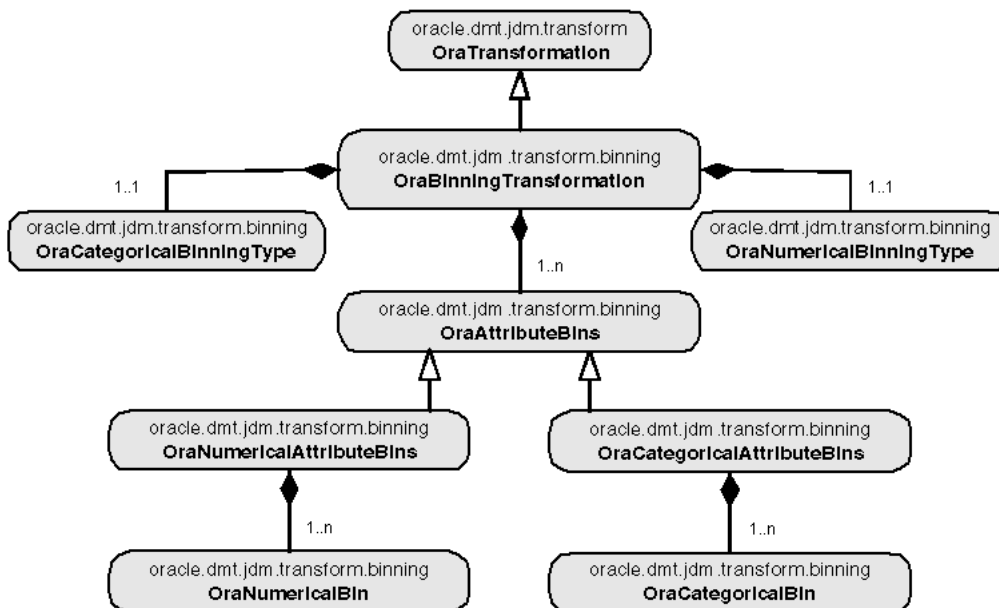 oracle.dmt.jdm.transform
OraTransformation
oracle.dmt.jdm .transform.binning
OraBinningTransformation
1..1
1..1
oracle.dmt.jdm.transform.binning
OraCategoricalBinningType
oracle.dmt.jdm.transform.binning
OraNumericalBinningType
1..n
oracle.dmt.jdm .transform.binning
OraAttributeBins
oracle.dmt.jdm.transform.binning
OraNumericalAttributeBins
oracle.dmt.jdm.transform.binning
OraCategoricalAttributeBins
1..n
1..n
oracle.dmt.jdm.transform.binning
OraNumericalBin
oracle.dmt.jdm.transform.binning
OraCategoricalBin